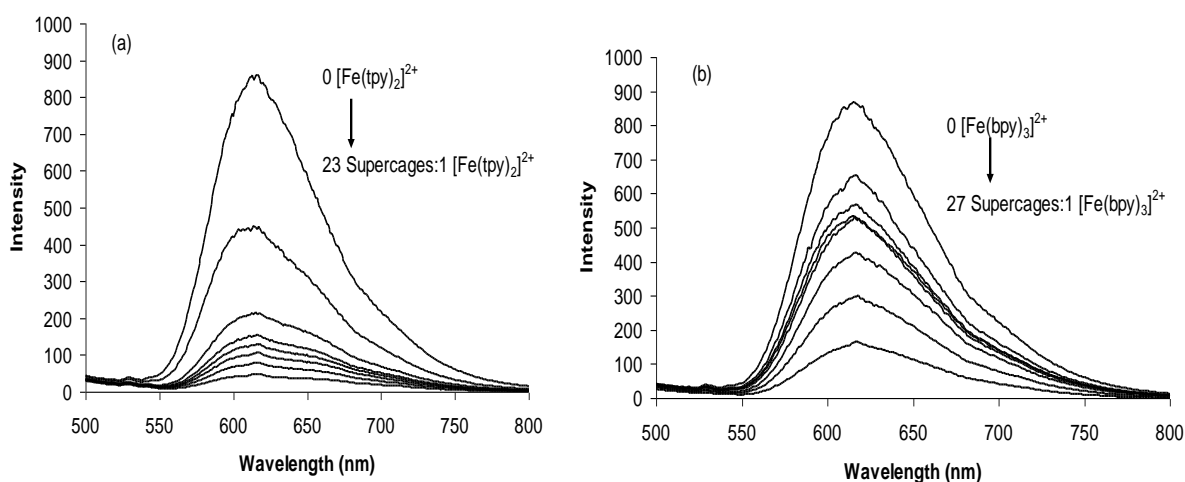 (a)
0 [Fe(tpy)₂]²⁺
23 Supercages:1 [Fe(tpy)₂]²⁺
Intensity
1000
900
800
700
600
500
400
300
200
100
0
500 550 600 650 700 750 800
Wavelength (nm)
(b)
0 [Fe(bpy)₃]²⁺
27 Supercages:1 [Fe(bpy)₃]²⁺
Intensity
1000
900
800
700
600
500
400
300
200
100
0
500 550 600 650 700 750 800
Wavelength (nm)